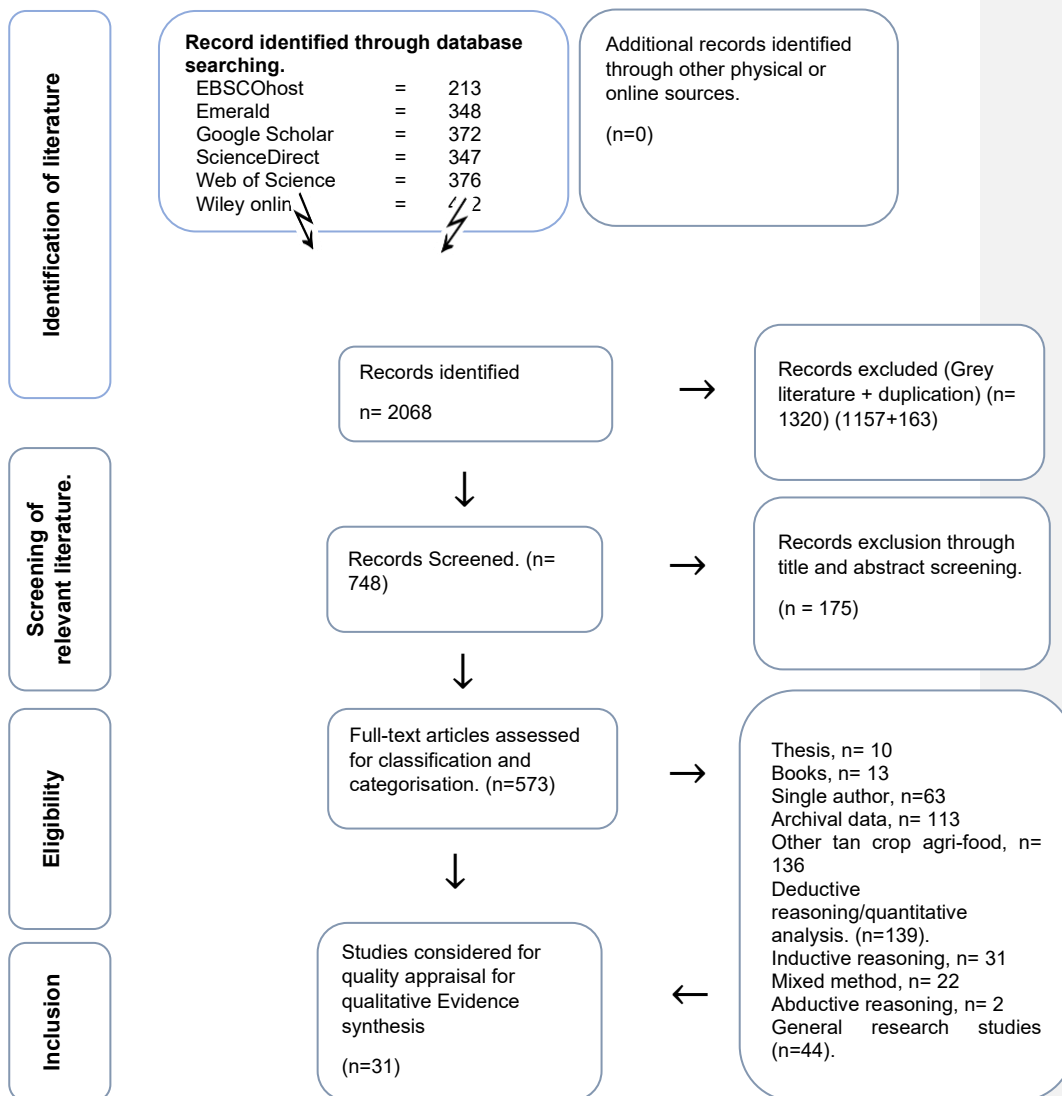 Identification of literature
Record identified through database
searching.
EBSCOhost = 213
Emerald = 348
Google Scholar = 372
ScienceDirect = 347
Web of Science = 376
Wiley =
Additional records identified
through other physical or
online sources.
(n=0)
Records identified
n= 2068
Records excluded (Grey
literature + duplication) (n=
1320) (1157+163)
Screening of
relevant literature.
Records Screened. (n=
748)
Records exclusion through
title and abstract screening.
(n = 175)
Eligibility
Full-text articles assessed
for classification and
categorisation. (n=573)
Thesis, n= 10
Books, n= 13
Single author, n=63
Archival data, n= 113
Other tan crop agri-food, n=
136
Deductive
reasoning/quantitative
analysis. (n=139).
Inductive reasoning, n= 31
Mixed method, n= 22
Abductive reasoning, n= 2
General research studies
(n=44).
Inclusion
Studies considered for
quality appraisal for
qualitative Evidence
synthesis
(n=31)